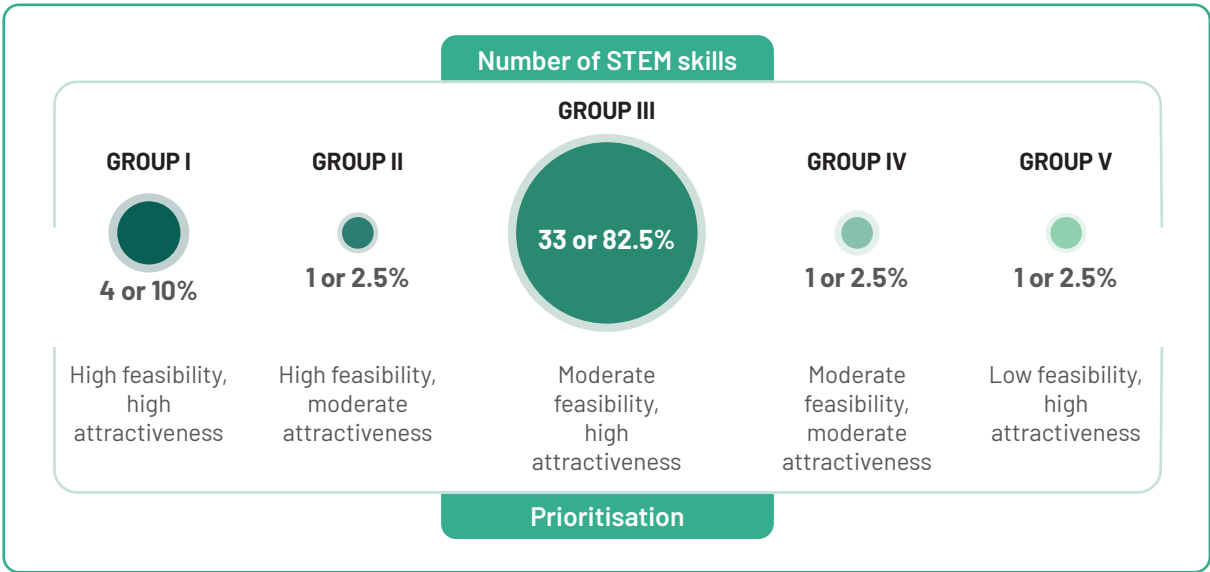 Number of STEM skills
GROUP I
4 or 10%
High feasibility,
high
attractiveness
GROUP II
1 or 2.5%
High feasibility,
moderate
attractiveness
GROUP III
33 or 82.5%
Moderate
feasibility,
high
attractiveness
GROUP IV
1 or 2.5%
Moderate
feasibility,
moderate
attractiveness
GROUP V
1 or 2.5%
Low feasibility,
high
attractiveness
Prioritisation